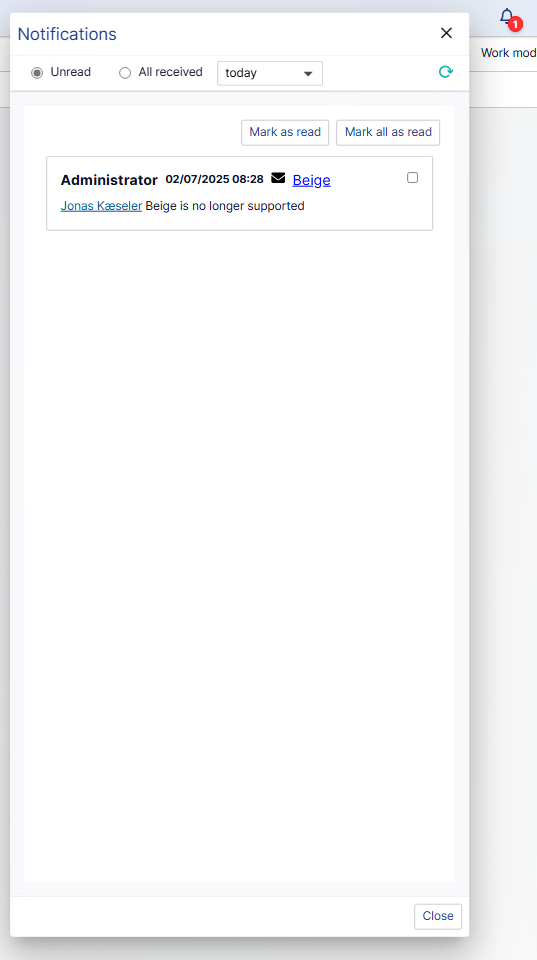 Notifications
1
Work mod
Unread All received today
Mark as read Mark all as read
Administrator 02/07/2025 08:28 Beige
Jonas Kæseler Beige is no longer supported
Close